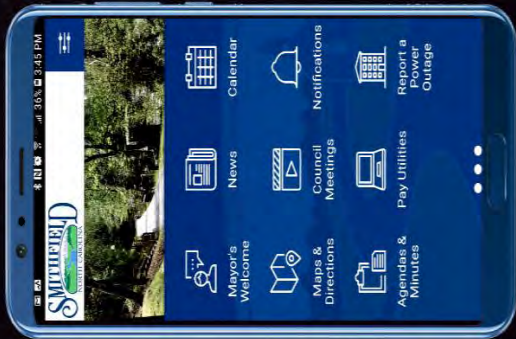 36% 3:45 PM
SMITHFIELD
NORTH CAROLINA
Mayor's
Welcome
News
Calendar
Maps &
Directions
Council
Meetings
Notifications
Agendas &
Minutes
Pay Utilities
Report a
Power
Outage